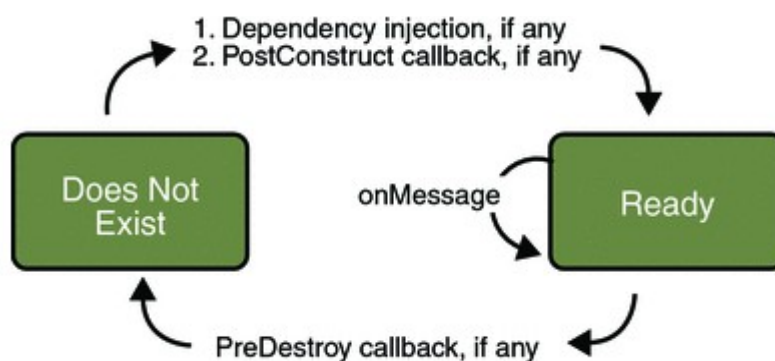 1. Dependency injection, if any
2. PostConstruct callback, if any
Does Not
Exist
onMessage
Ready
PreDestroy callback, if any